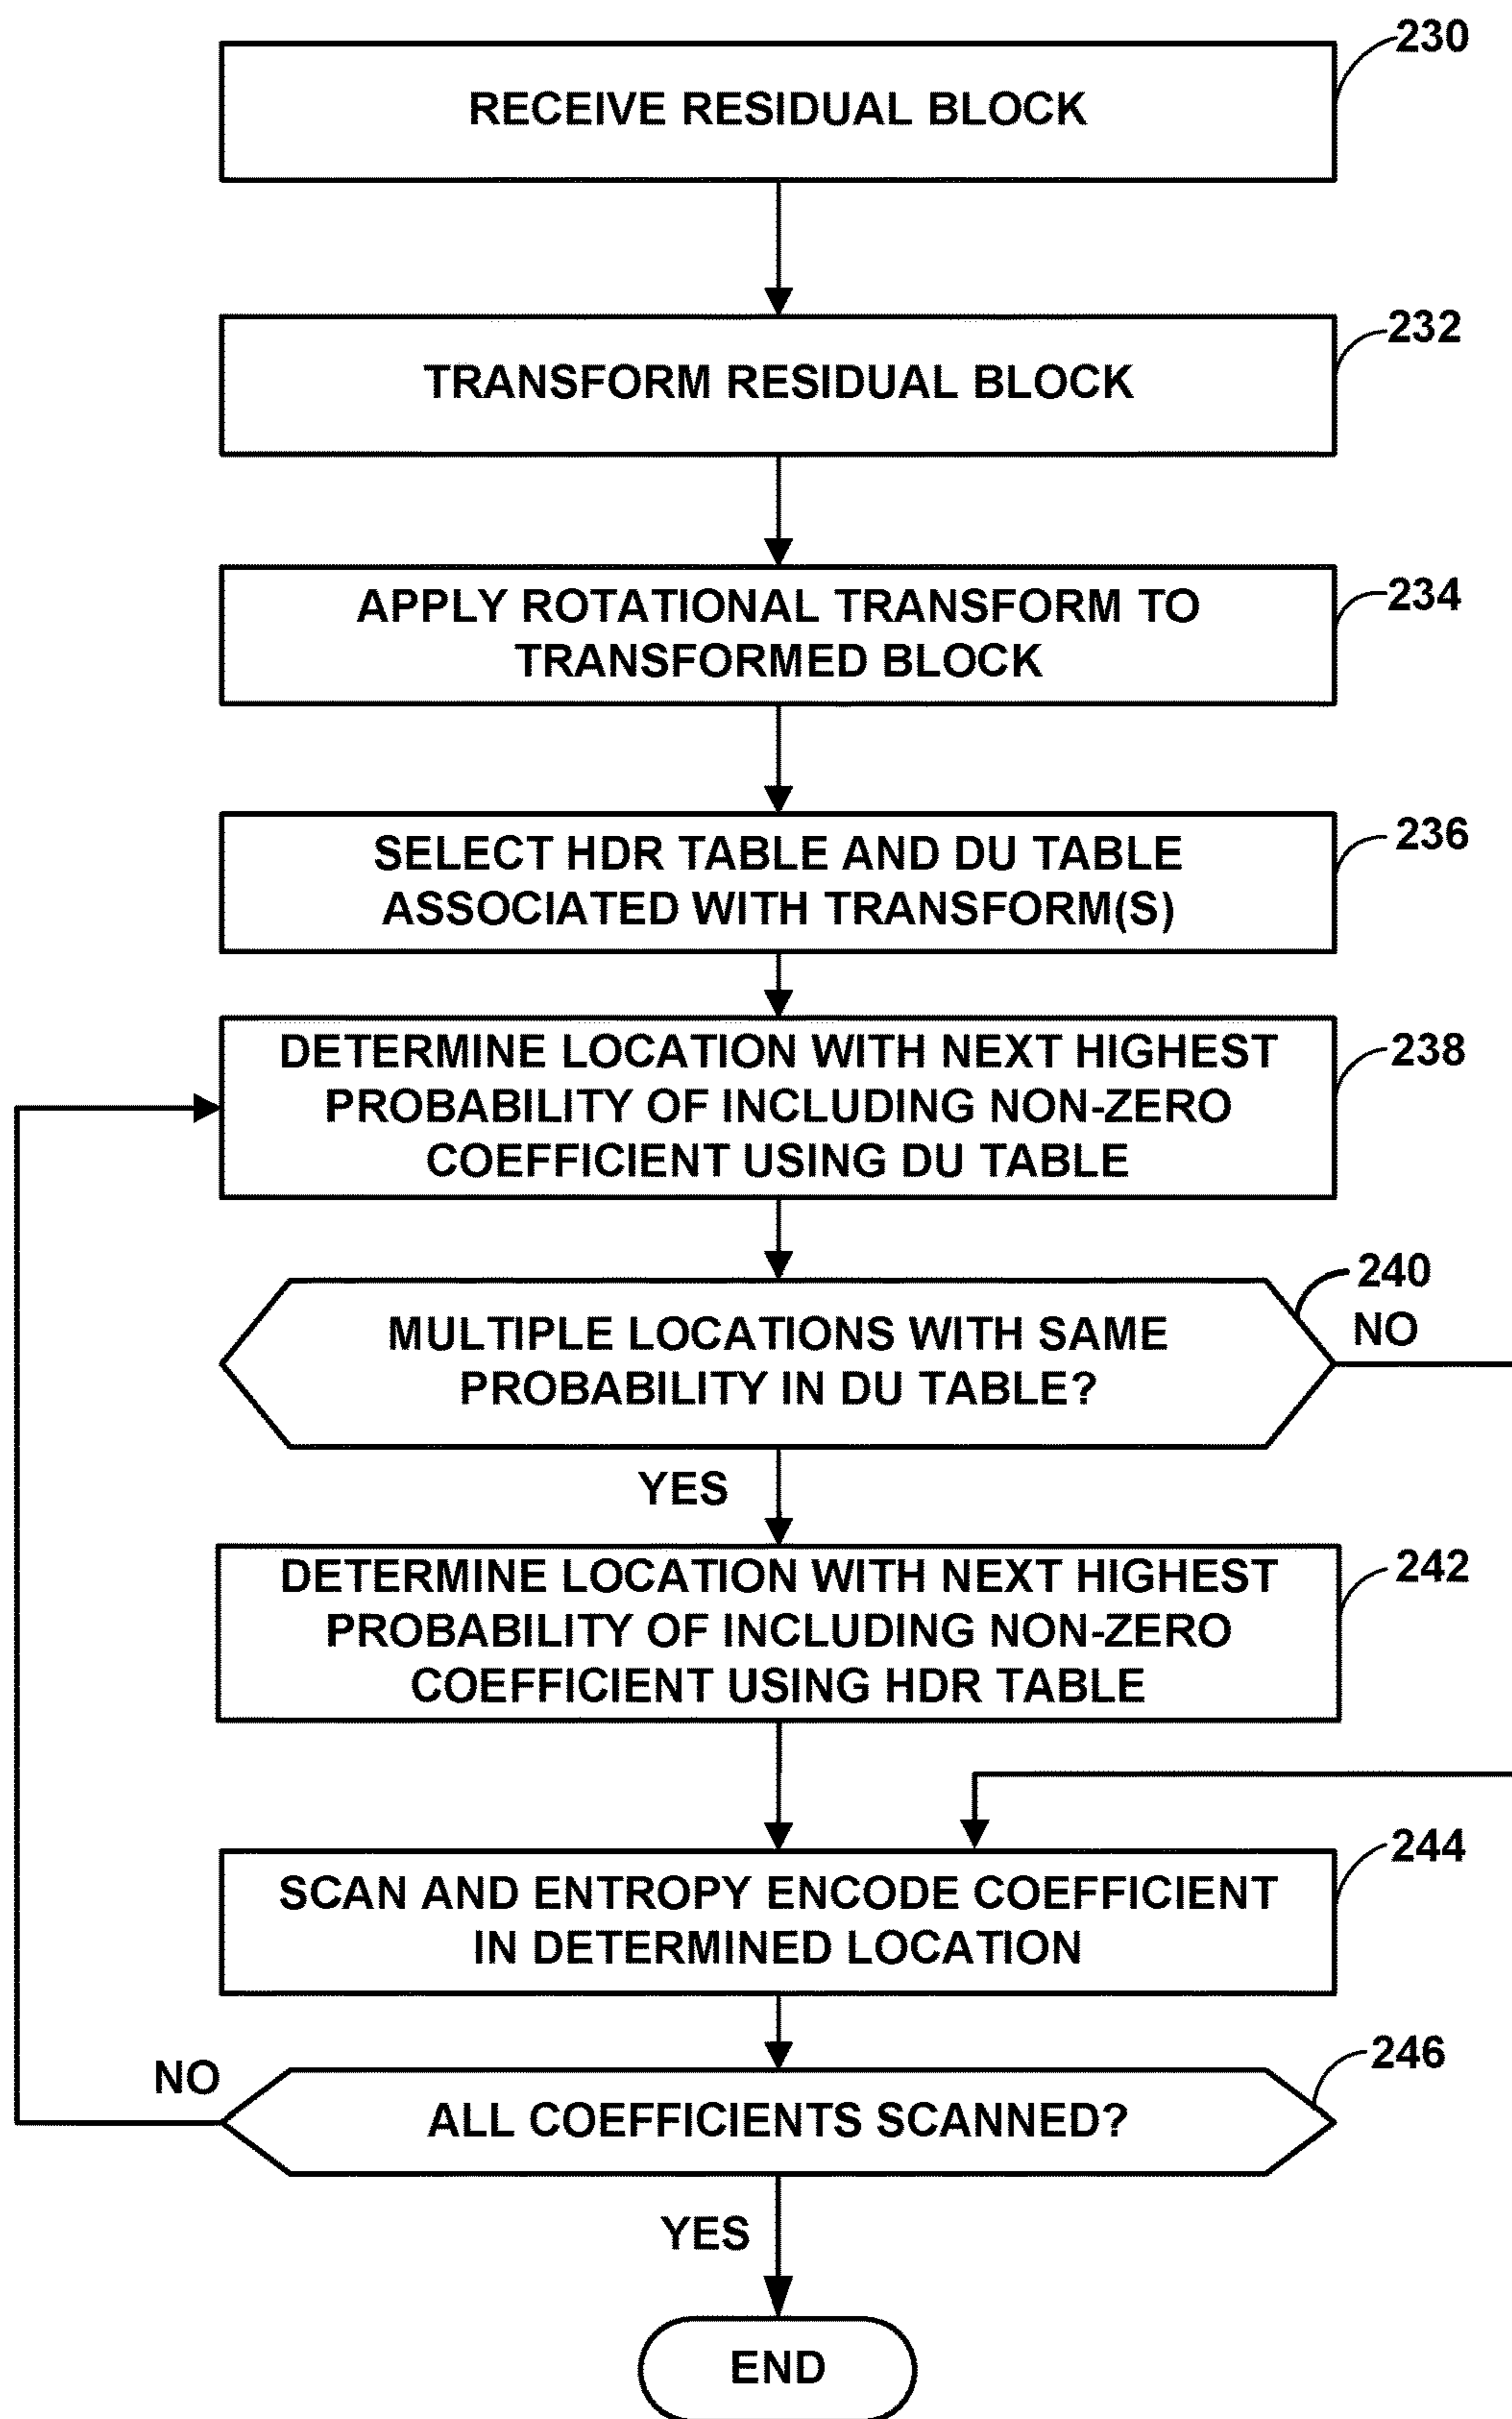 230
RECEIVE RESIDUAL BLOCK
232
TRANSFORM RESIDUAL BLOCK
234
APPLY ROTATIONAL TRANSFORM TO
TRANSFORMED BLOCK
236
SELECT HDR TABLE AND DU TABLE
ASSOCIATED WITH TRANSFORM(S)
238
DETERMINE LOCATION WITH NEXT HIGHEST
PROBABILITY OF INCLUDING NON-ZERO
COEFFICIENT USING DU TABLE
240
NO
MULTIPLE LOCATIONS WITH SAME
PROBABILITY IN DU TABLE?
YES
242
DETERMINE LOCATION WITH NEXT HIGHEST
PROBABILITY OF INCLUDING NON-ZERO
COEFFICIENT USING HDR TABLE
244
SCAN AND ENTROPY ENCODE COEFFICIENT
IN DETERMINED LOCATION
246
NO
ALL COEFFICIENTS SCANNED?
YES
END